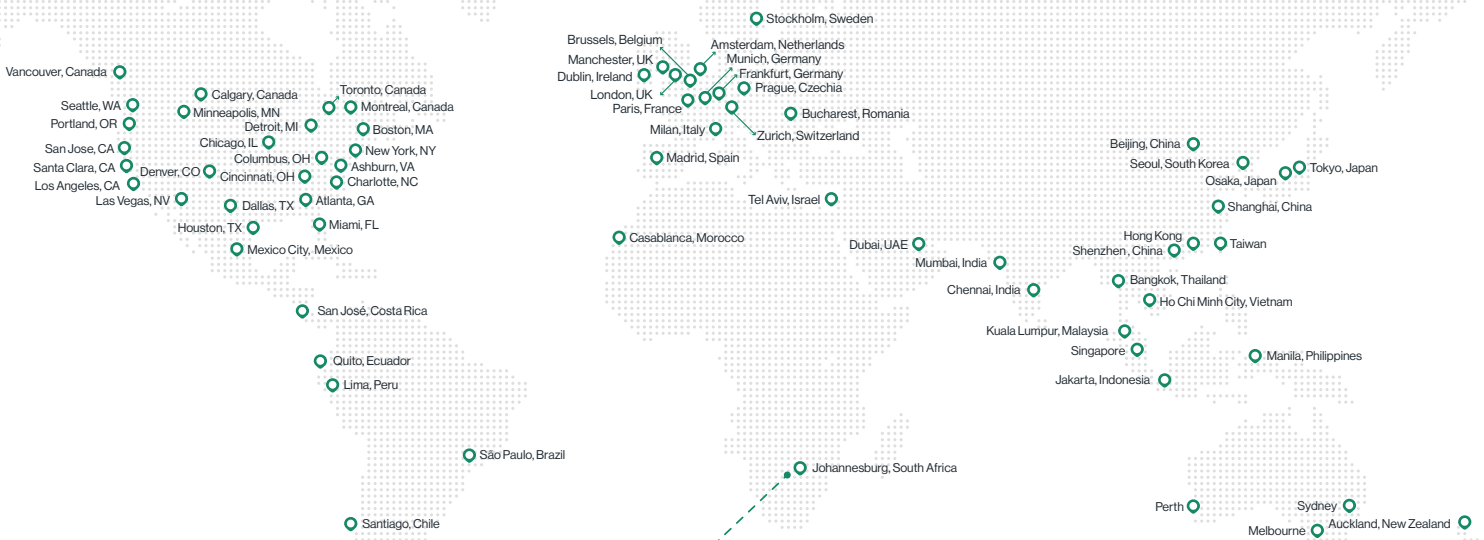 Stockholm, Sweden
Brussels, Belgium
Amsterdam, Netherlands
Manchester, UK
Munich, Germany
Dublin, Ireland
Frankfurt, Germany
London, UK
Prague, Czechia
Paris, France
Bucharest, Romania
Milan, Italy
Zurich, Switzerland
Madrid, Spain
Vancouver, Canada
Calgary, Canada
Toronto, Canada
Seattle, WA
Minneapolis, MN
Montreal, Canada
Portland, OR
Detroit, MI
Boston, MA
San Jose, CA
Chicago, IL
New York, NY
Columbus, OH
Santa Clara, CA
Denver, CO
Cincinnati, OH
Ashburn, VA
Los Angeles, CA
Charlotte, NC
Las Vegas, NV
Dallas, TX
Atlanta, GA
Houston, TX
Miami, FL
Mexico City, Mexico
San José, Costa Rica
Quito, Ecuador
Lima, Peru
São Paulo, Brazil
Santiago, Chile
Tel Aviv, Israel
Casablanca, Morocco
Dubai, UAE
Mumbai, India
Chennai, India
Johannesburg, South Africa
Beijing, China
Seoul, South Korea
Tokyo, Japan
Osaka, Japan
Shanghai, China
Hong Kong
Taiwan
Shenzhen , China
Bangkok, Thailand
Ho Chi Minh City, Vietnam
Kuala Lumpur, Malaysia
Singapore
Manila, Philippines
Jakarta, Indonesia
Perth
Sydney
Melbourne
Auckland, New Zealand